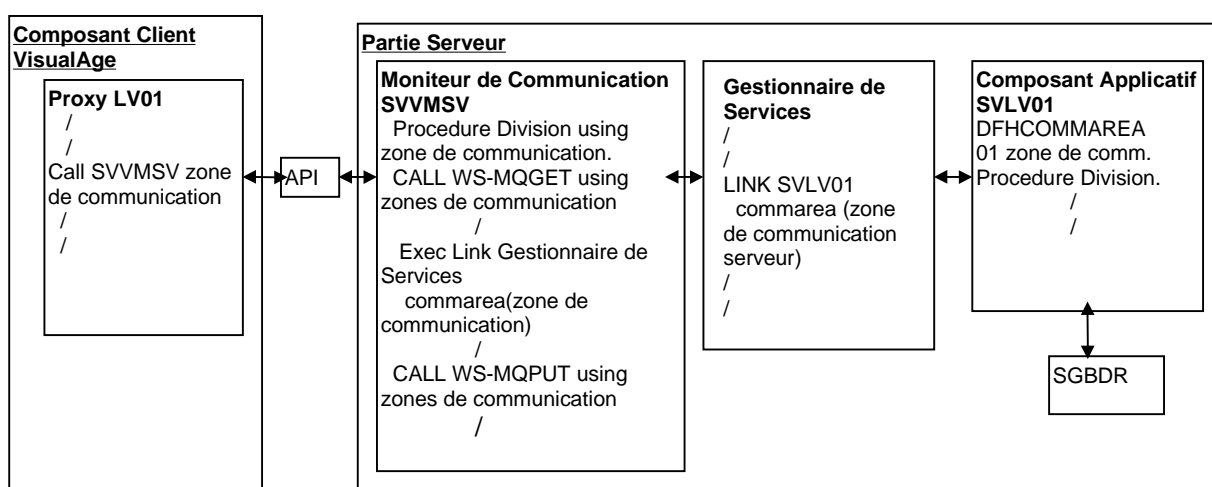 Composant Client
VisualAge
Proxy LV01
/
/
Call SVVMSV zone
de communication
/
/
API
Partie Serveur
Moniteur de Communication
SVVMSV
Procedure Division using
zone de communication.
CALL WS-MQGET using
zones de communication
/
Exec Link Gestionnaire de
Services
commarea(zone de
communication)
/
CALL WS-MQPUT using
zones de communication
/
Gestionnaire de
Services
/
/
LINK SVLV01
commarea (zone
de communication
serveur)
/
/
Composant Applicatif
SVLV01
DFHCOMMAREA
01 zone de comm.
Procedure Division.
/
/
SGBDR